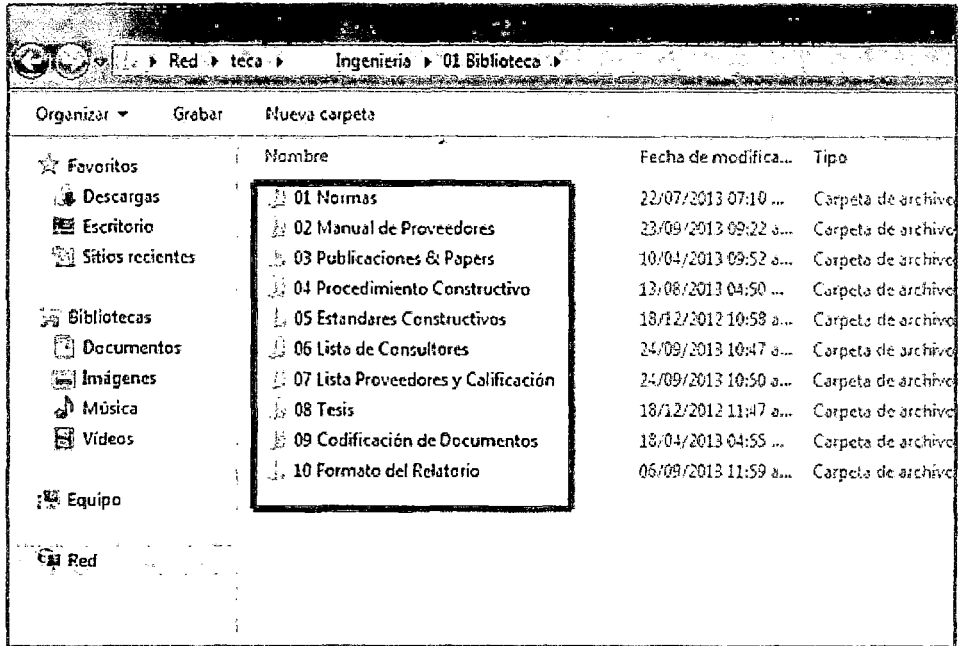 Red ▸ teca ▸ Ingenieria ▸ 01 Biblioteca ▸
Organizar Grabar Nueva carpeta
Nombre Fecha de modifica... Tipo
Favoritos
Descargas
Escritorio
Sitios recientes
Bibliotecas
Documentos
Imágenes
Música
Vídeos
Equipo
Red
01 Normas 22/07/2013 07:10 ... Carpeta de archivo
02 Manual de Proveedores 23/09/2013 09:22 a... Carpeta de archivo
03 Publicaciones & Papers 10/04/2013 09:52 a... Carpeta de archivo
04 Procedimiento Constructivo 13/08/2013 04:50 ... Carpeta de archivo
05 Estandares Constructivos 18/12/2012 10:58 a... Carpeta de archivo
06 Lista de Consultores 24/09/2013 10:47 a... Carpeta de archivo
07 Lista Proveedores y Calificación 24/09/2013 10:50 a... Carpeta de archivo
08 Tesis 18/12/2012 11:47 a... Carpeta de archivo
09 Codificación de Documentos 18/04/2013 04:55 ... Carpeta de archivo
10 Formato del Relatorio 06/09/2013 11:59 a... Carpeta de archivo